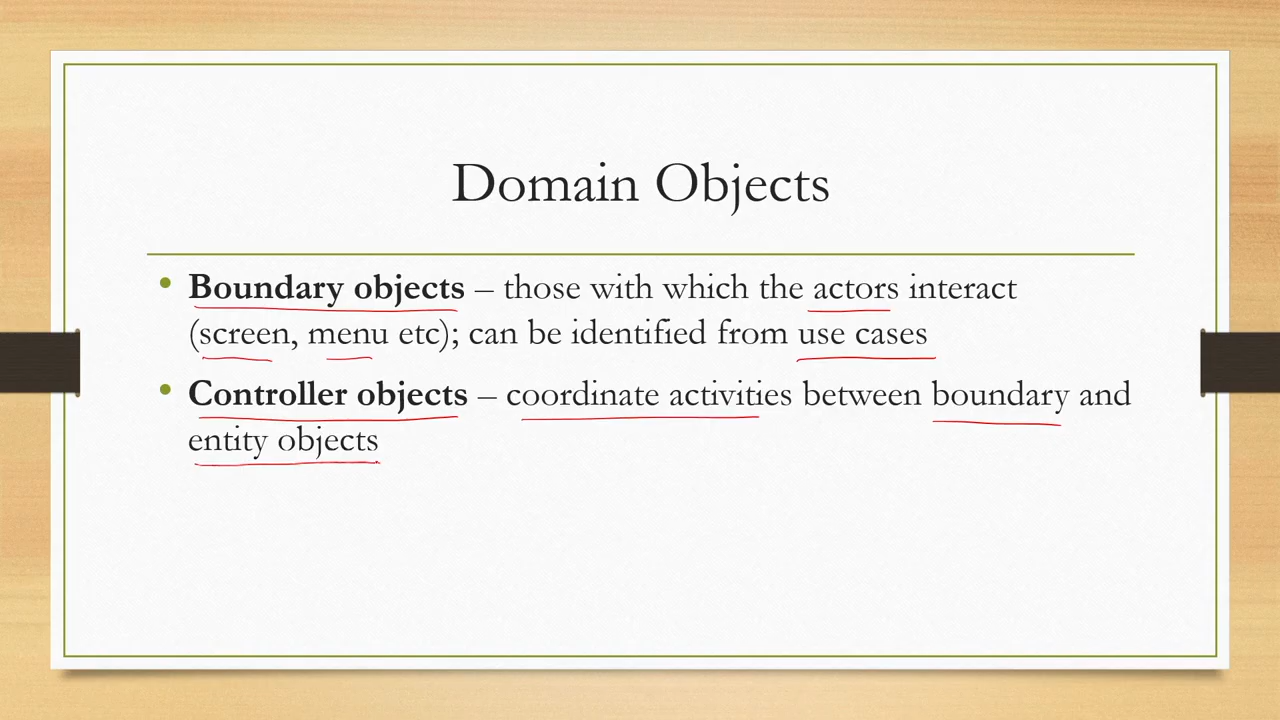 Domain Objects
• Boundary objects – those with which the actors interact
(screen, menu etc); can be identified from use cases
• Controller objects – coordinate activities between boundary and
entity objects